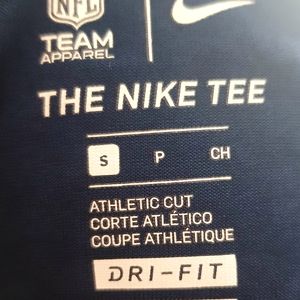 NFL
TEAM
APPAREL
THE NIKE TEE
S P CH
ATHLETIC CUT
CORTE ATLÉTICO
COUPE ATHLÉTIQUE
DRI-FIT